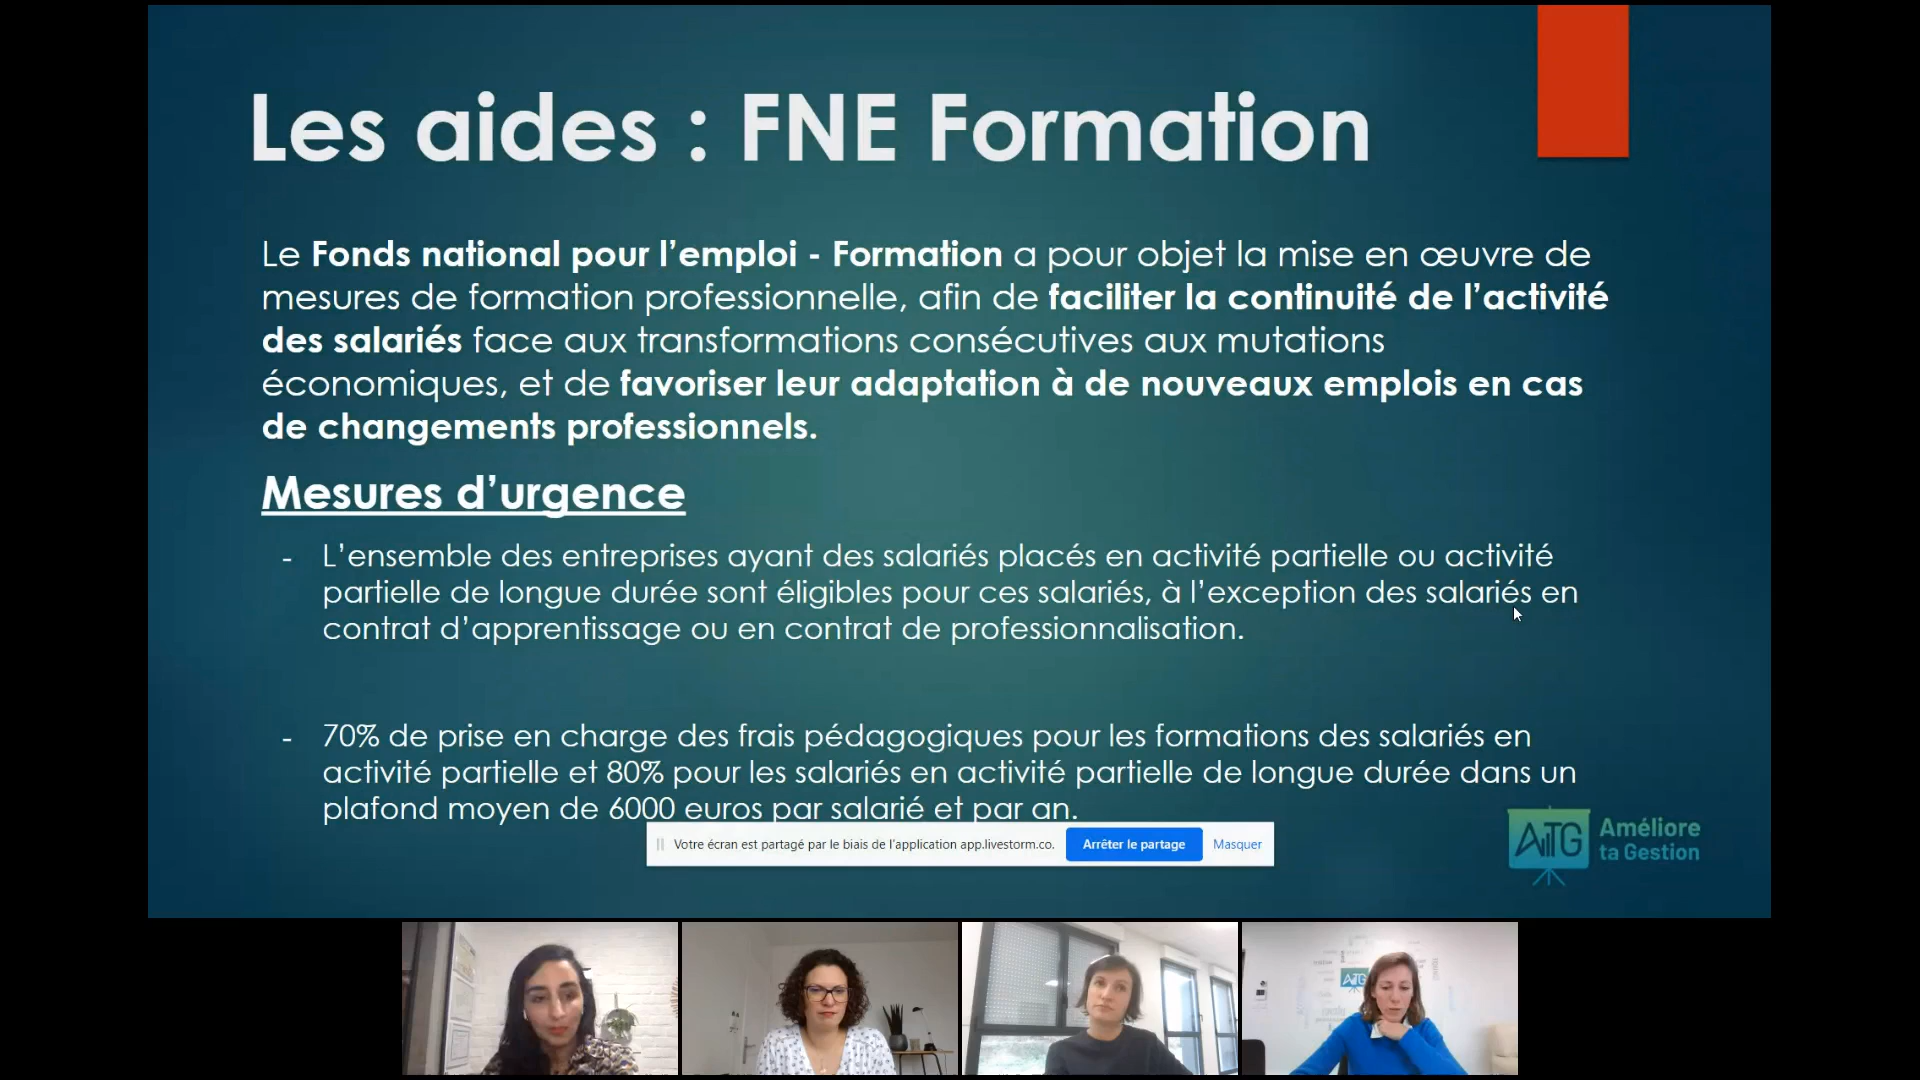 Les aides : FNE Formation
Le Fonds national pour l'emploi - Formation a pour objet la mise en œuvre de
mesures de formation professionnelle, afin de faciliter la continuité de l'activité
des salariés face aux transformations consécutives aux mutations
économiques, et de favoriser leur adaptation à de nouveaux emplois en cas
de changements professionnels.
Mesures d'urgence
- L'ensemble des entreprises ayant des salariés placés en activité partielle ou activité
partielle de longue durée sont éligibles pour ces salariés, à l'exception des salariés en
contrat d'apprentissage ou en contrat de professionnalisation.
- 70% de prise en charge des frais pédagogiques pour les formations des salariés en
activité partielle et 80% pour les salariés en activité partielle de longue durée dans un
plafond moyen de 6000 euros par salarié et par an.
Votre écran est partagé par le biais de l'application app.livestorm.co. Arrêter le partage Masquer
ATG Améliore
ta Gestion
ATG